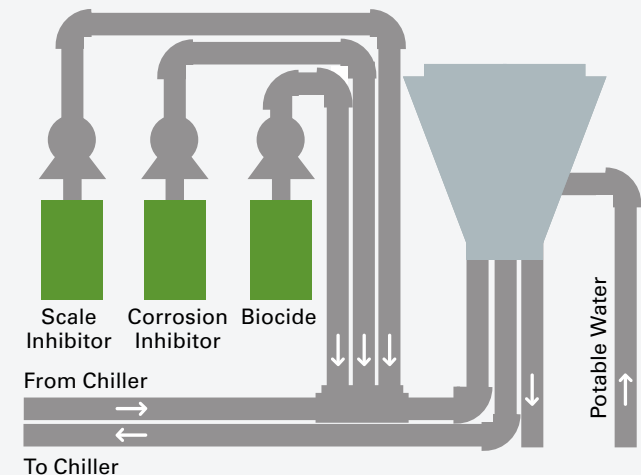 Scale
Inhibitor
Corrosion
Inhibitor
Biocide
From Chiller
To Chiller
Potable Water